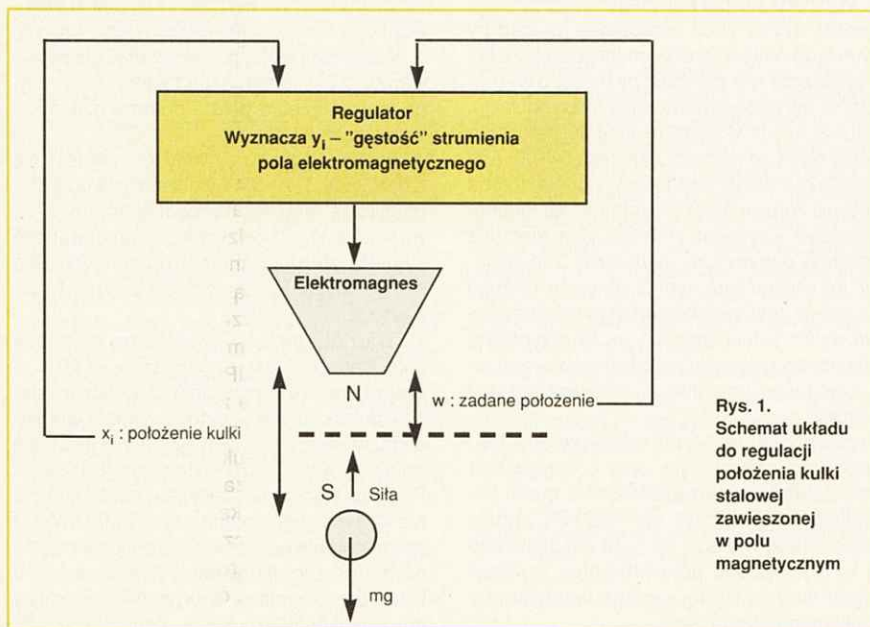 Regulator
Wyznacza yᵢ – "gęstość" strumienia
pola elektromagnetycznego
Elektromagnes
N
w : zadane położenie
xᵢ : położenie kulki
S
Siła
mg
Rys. 1.
Schemat układu
do regulacji
położenia kulki
stalowej
zawieszonej
w polu
magnetycznym